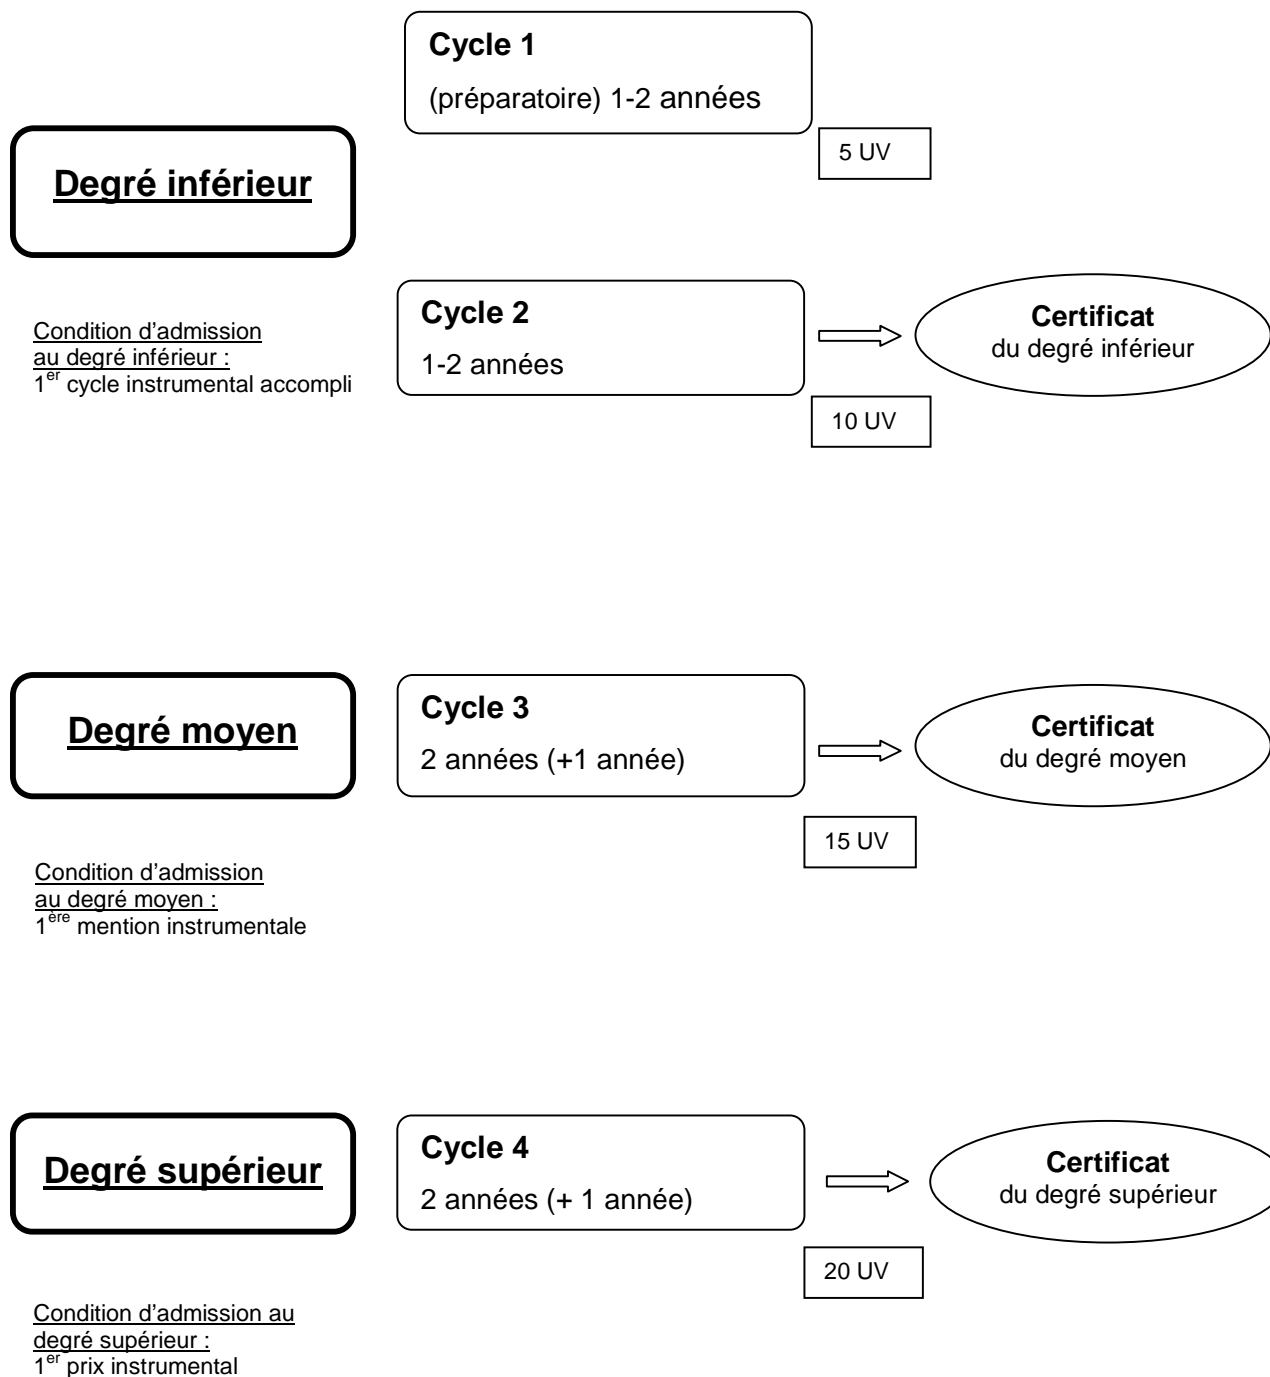 Cycle 1
(préparatoire) 1-2 années
5 UV
Degré inférieur
Condition d’admission
au degré inférieur :
1er cycle instrumental accompli
Cycle 2
1-2 années
10 UV
Certificat
du degré inférieur
Degré moyen
Condition d’admission
au degré moyen :
1ère mention instrumentale
Cycle 3
2 années (+1 année)
15 UV
Certificat
du degré moyen
Degré supérieur
Condition d’admission au
degré supérieur :
1er prix instrumental
Cycle 4
2 années (+ 1 année)
20 UV
Certificat
du degré supérieur